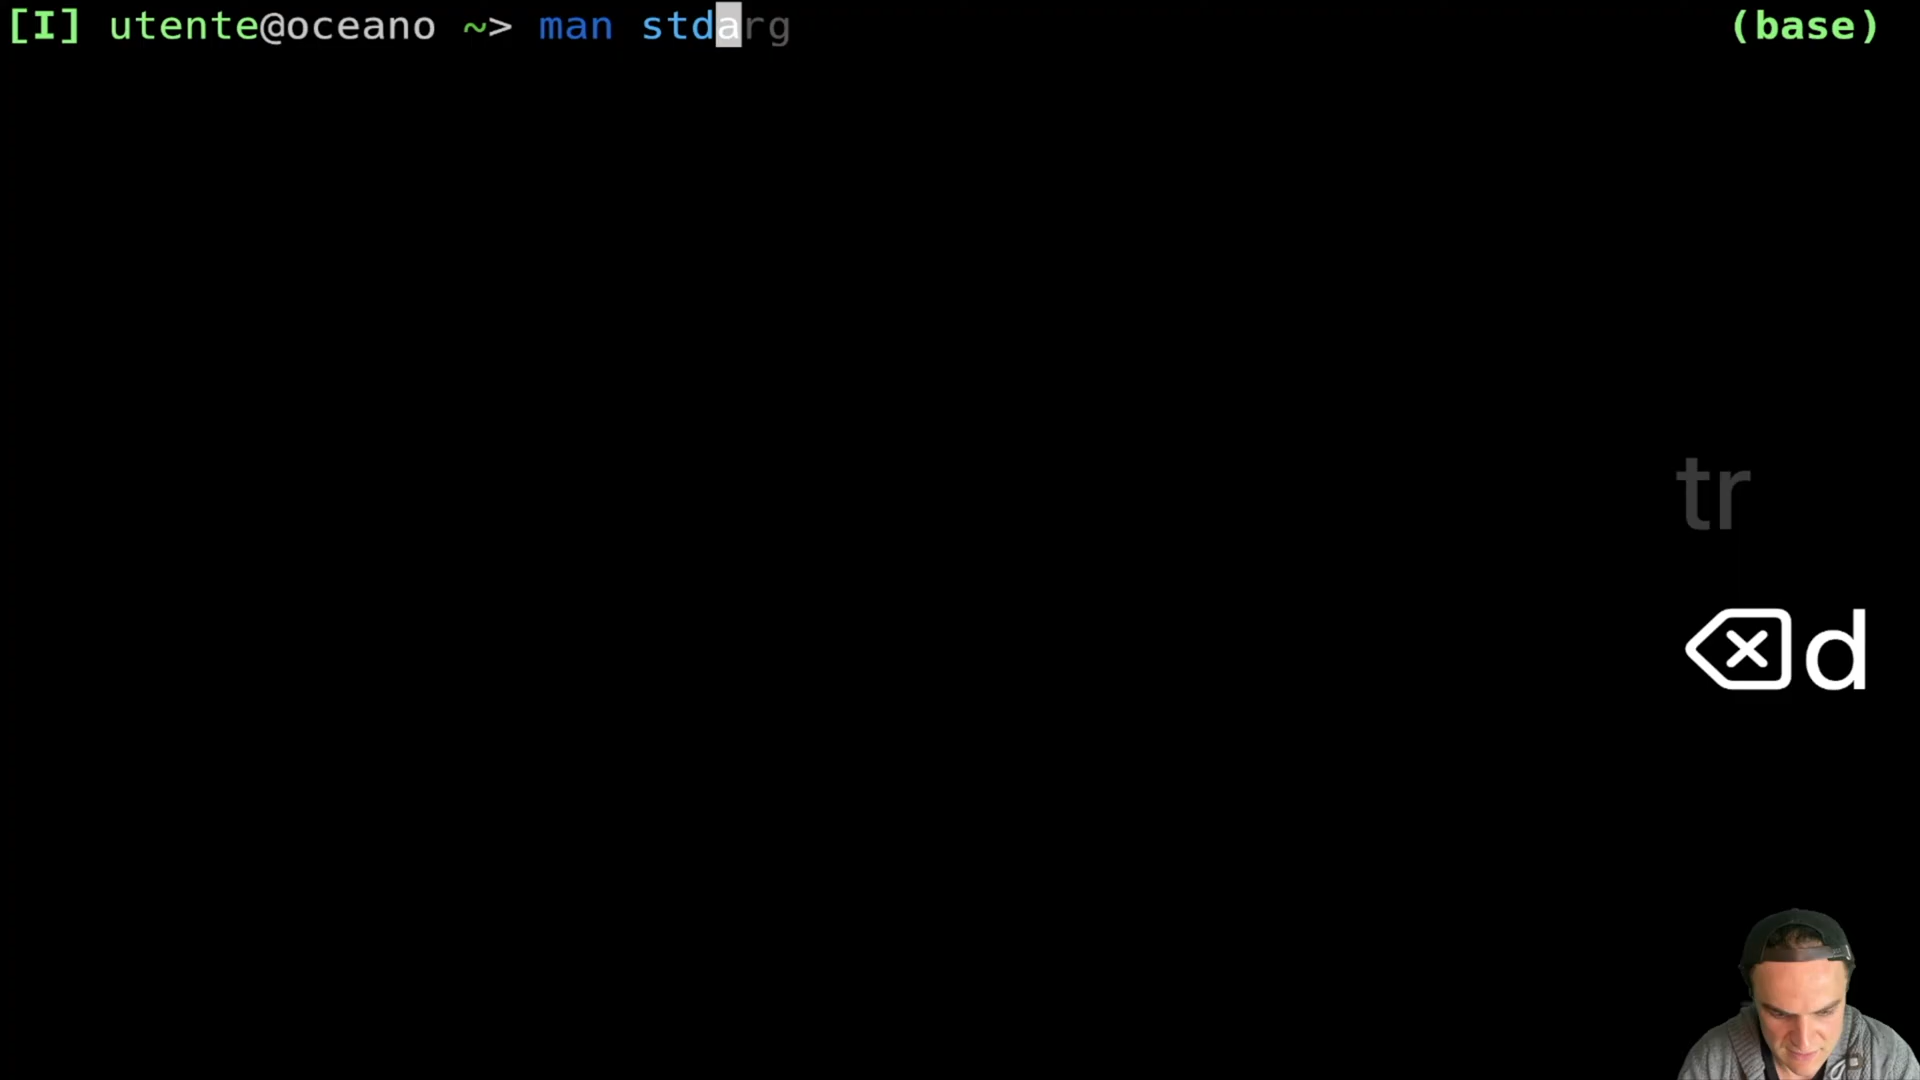 [I] utente@oceano ~> man stdarg (base)
tr
⌫d